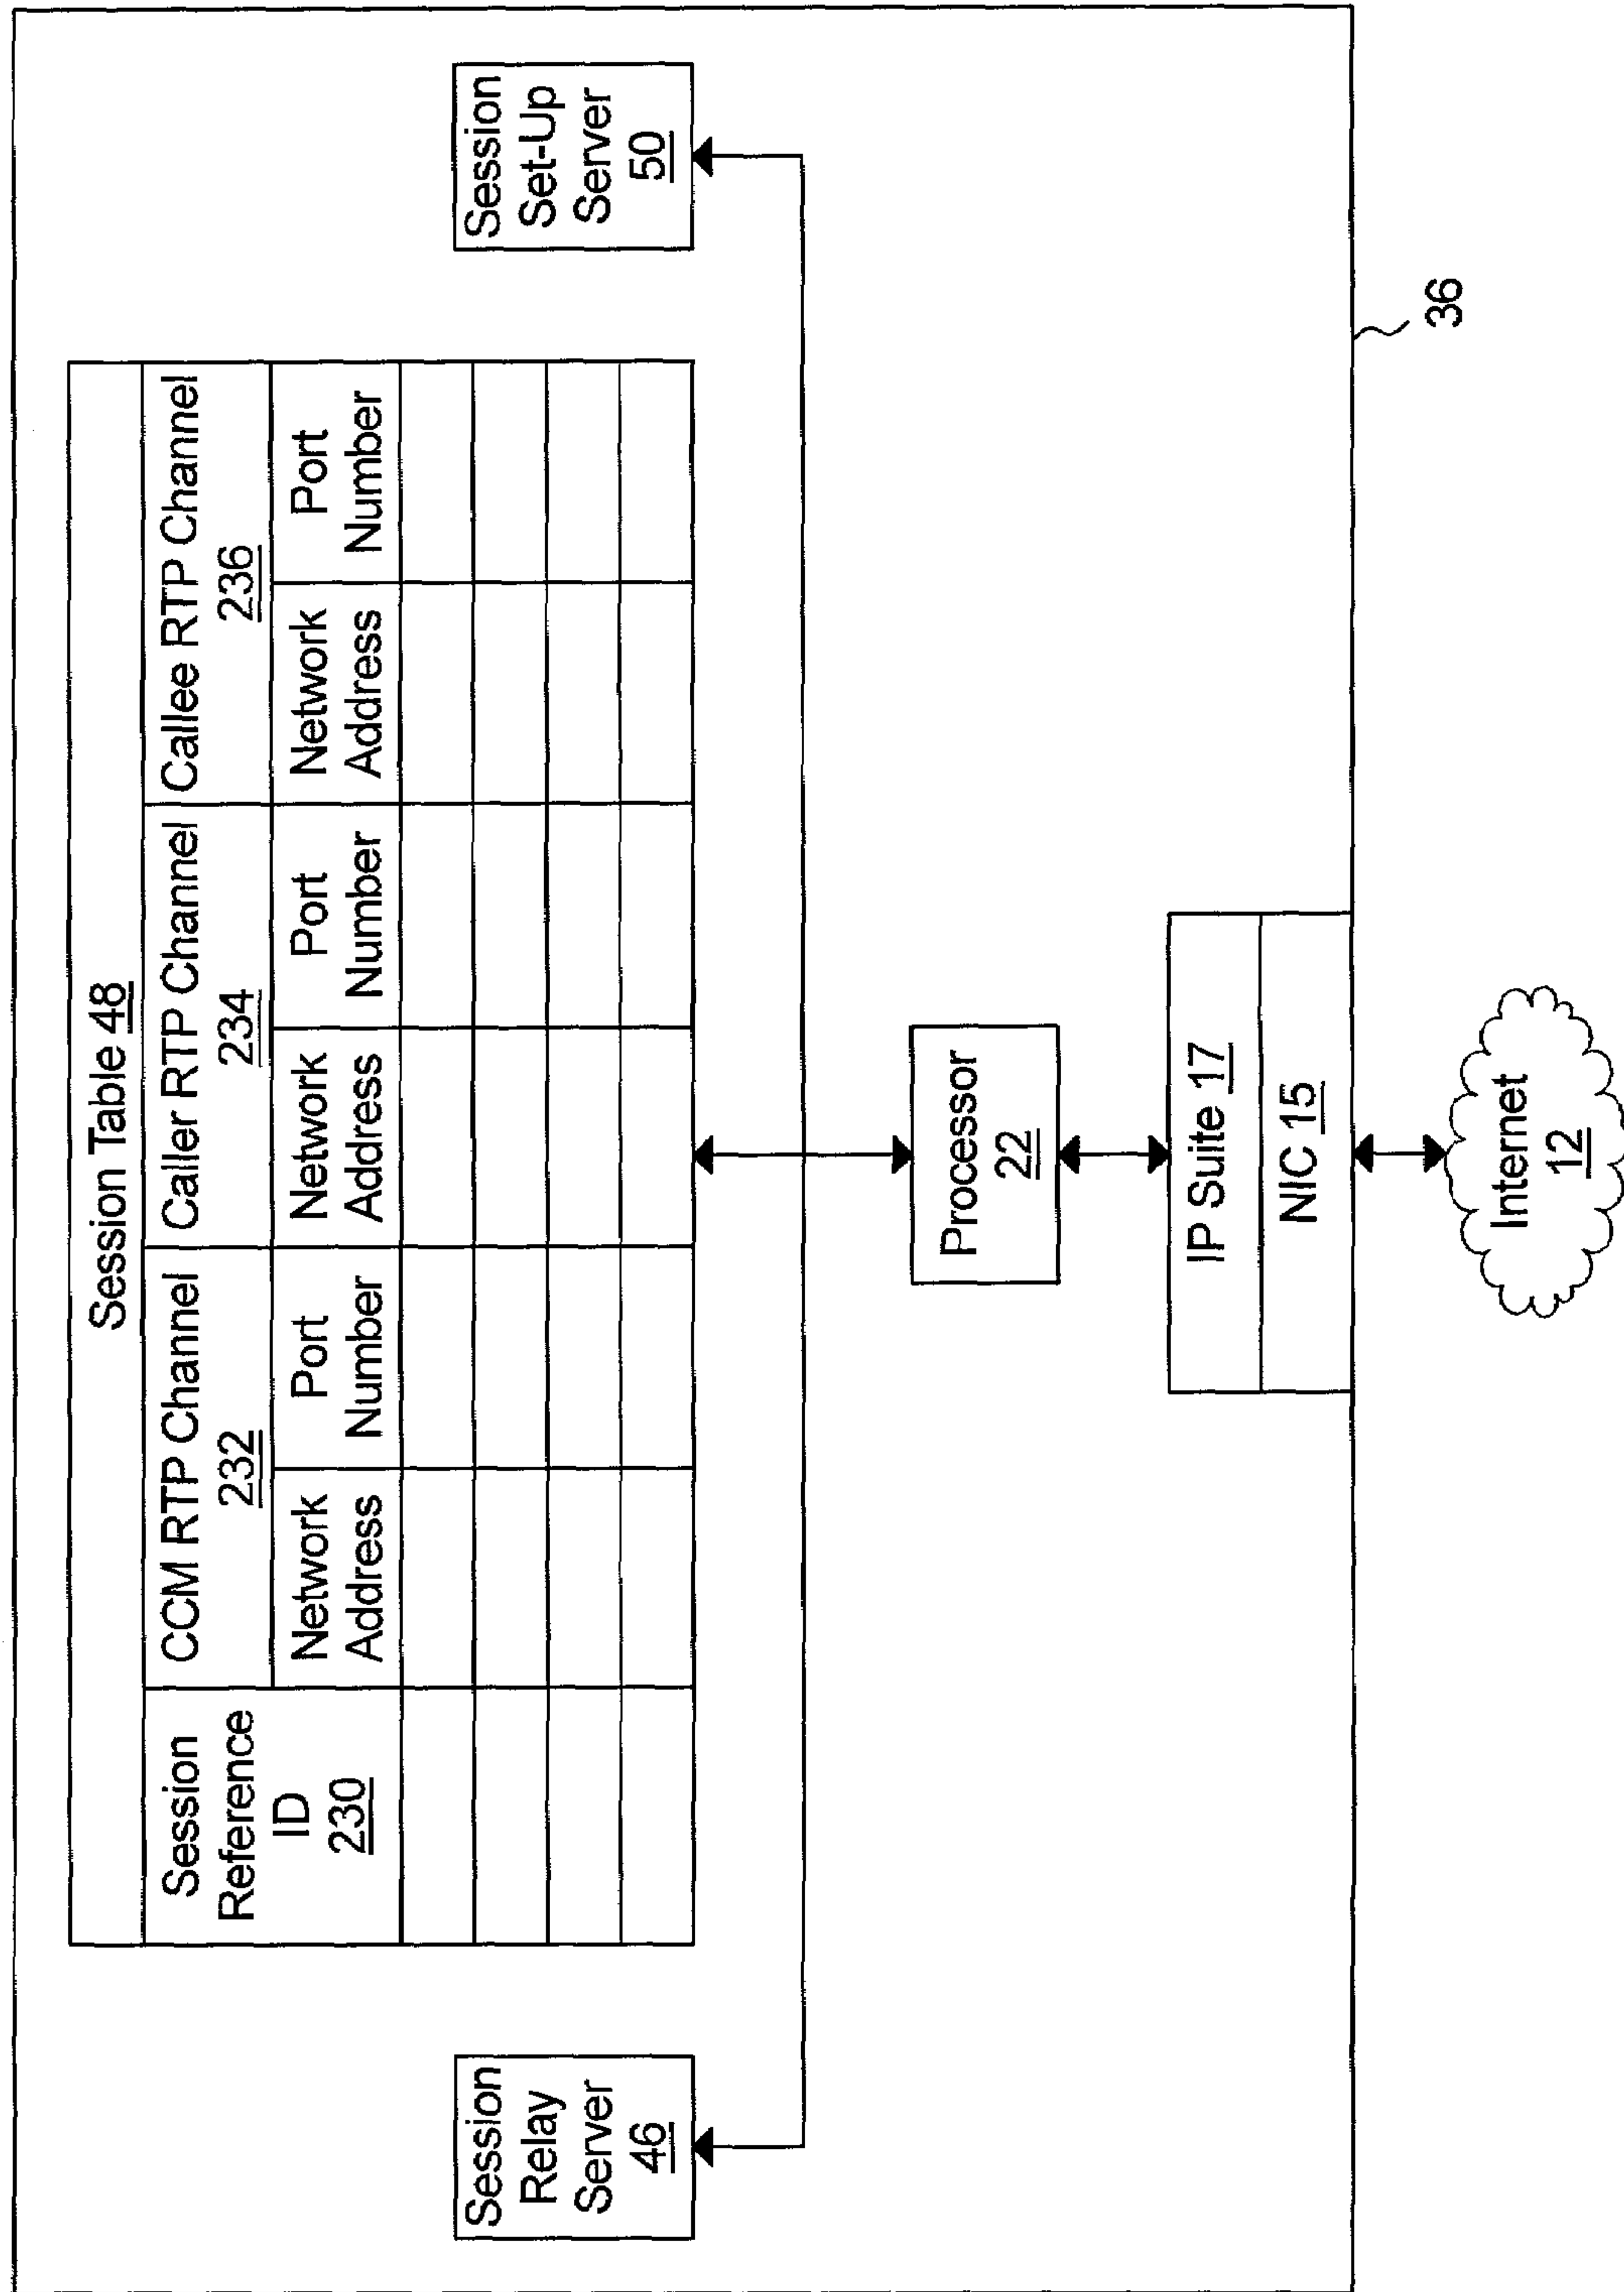 Session Table 48
Session
Reference
ID
230
CCM RTP Channel
232
Caller RTP Channel
234
Callee RTP Channel
236
Network
Address
Port
Number
Network
Address
Port
Number
Network
Address
Port
Number
Session
Relay
Server
46
Session
Set-Up
Server
50
Processor
22
IP Suite 17
NIC 15
36
Internet
12